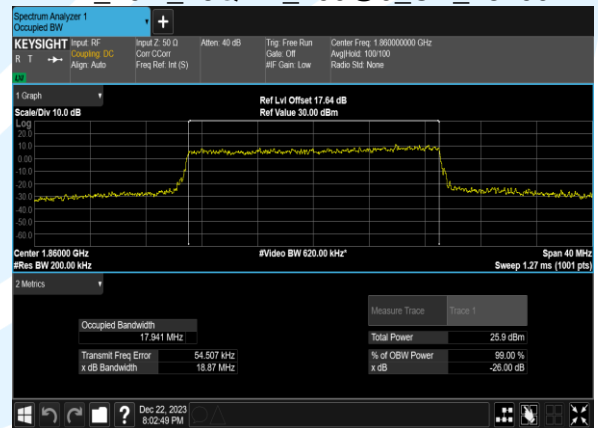 Spectrum Analyzer 1
Occupied BW
KEYSIGHT Input: RF Input Z: 50 Ω Atten: 40 dB Trig: Free Run Center Freq: 1.860000000 GHz
R T Coupling: DC Corr CCorr Gate: Off Avg|Hold: 100/100
Align: Auto Freq Ref: Int (S) #IF Gain: Low Radio Std: None
1 Graph
Ref Lvl Offset 17.64 dB
Scale/Div 10.0 dB Ref Value 30.00 dBm
Log
20.0
10.0
0.00
-10.0
-20.0
-30.0
-40.0
-50.0
-60.0
Center 1.86000 GHz #Video BW 620.00 kHz* Span 40 MHz
#Res BW 200.00 kHz Sweep 1.27 ms (1001 pts)
2 Metrics
Measure Trace Trace 1
Occupied Bandwidth
17.941 MHz Total Power 25.9 dBm
Transmit Freq Error 54.507 kHz % of OBW Power 99.00 %
x dB Bandwidth 18.87 MHz x dB -26.00 dB
? Dec 22, 2023
8:02:49 PM